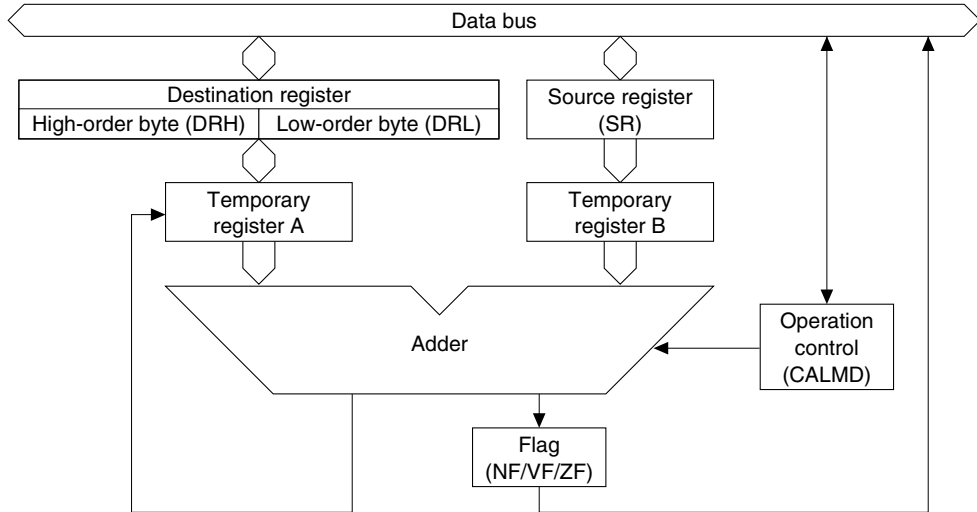 Data bus
Destination register
High-order byte (DRH)
Low-order byte (DRL)
Source register
(SR)
Temporary
register A
Temporary
register B
Adder
Operation
control
(CALMD)
Flag
(NF/VF/ZF)